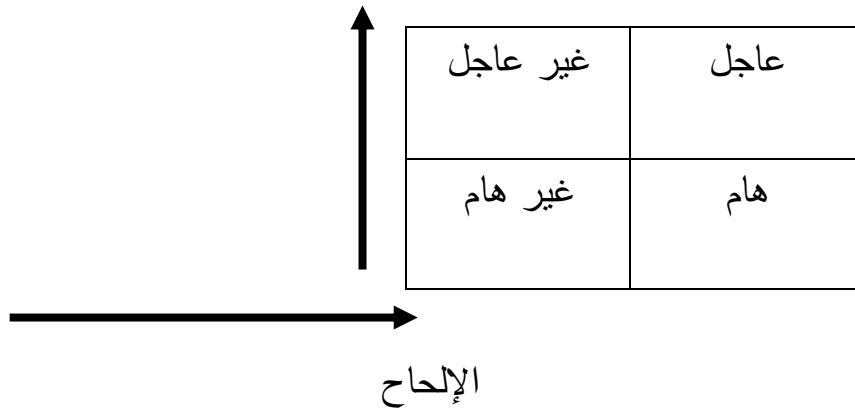 عاجل
غير عاجل
هام
غير هام
الإلحاح